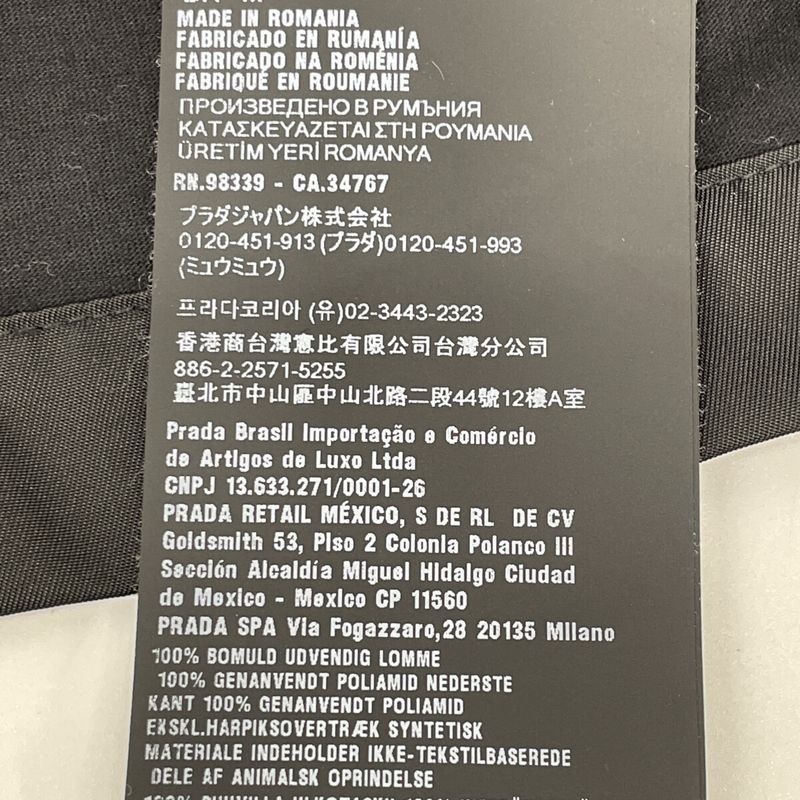 MADE IN ROMANIA
FABRICADO EN RUMANÍA
FABRICADO NA ROMÉNIA
FABRIQUÉ EN ROUMANIE
ПРОИЗВЕДЕНО В РУМЪНИЯ
ΚΑΤΑΣΚΕΥΑΖΕΤΑΙ ΣΤΗ ΡΟΥΜΑΝΙΑ
ÜRETİM YERİ ROMANYA
RN.98339 - CA.34767
プラダジャパン株式会社
0120-451-913 (プラダ)0120-451-993
(ミュウミュウ)
프라다코리아 (유)02-3443-2323
香港商台灣惠比有限公司台灣分公司
886-2-2571-5255
臺北市中山區中山北路二段44號12樓A室
Prada Brasil Importação e Comércio
de Artigos de Luxo Ltda
CNPJ 13.633.271/0001-26
PRADA RETAIL MÉXICO, S DE RL DE CV
Goldsmith 53, Piso 2 Colonia Polanco III
Sección Alcaldía Miguel Hidalgo Ciudad
de Mexico - Mexico CP 11560
PRADA SPA Via Fogazzaro,28 20135 Milano
100% BOMULD UDVENDIG LOMME
100% GENANVENDT POLIAMID NEDERSTE
KANT 100% GENANVENDT POLIAMID
EKSKL.HARPIKSOVERTRÆK SYNTETISK
MATERIALE INDEHOLDER IKKE-TEKSTILBASEREDE
DELE AF ANIMALSK OPRINDELSE